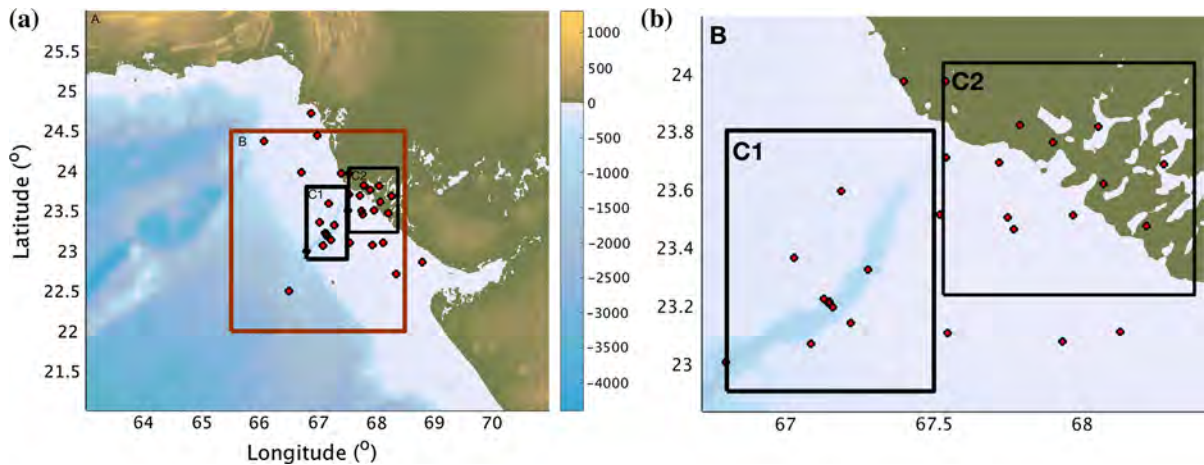 (a)
A
25.5
25
24.5
24
23.5
23
22.5
22
21.5
Latitude (o)
B
C1
C2
64 65 66 67 68 69 70
Longitude (o)
1000
500
0
−500
−1000
−1500
−2000
−2500
−3000
−3500
−4000
(b)
B
24
23.8
23.6
23.4
23.2
23
C1
C2
67 67.5 68